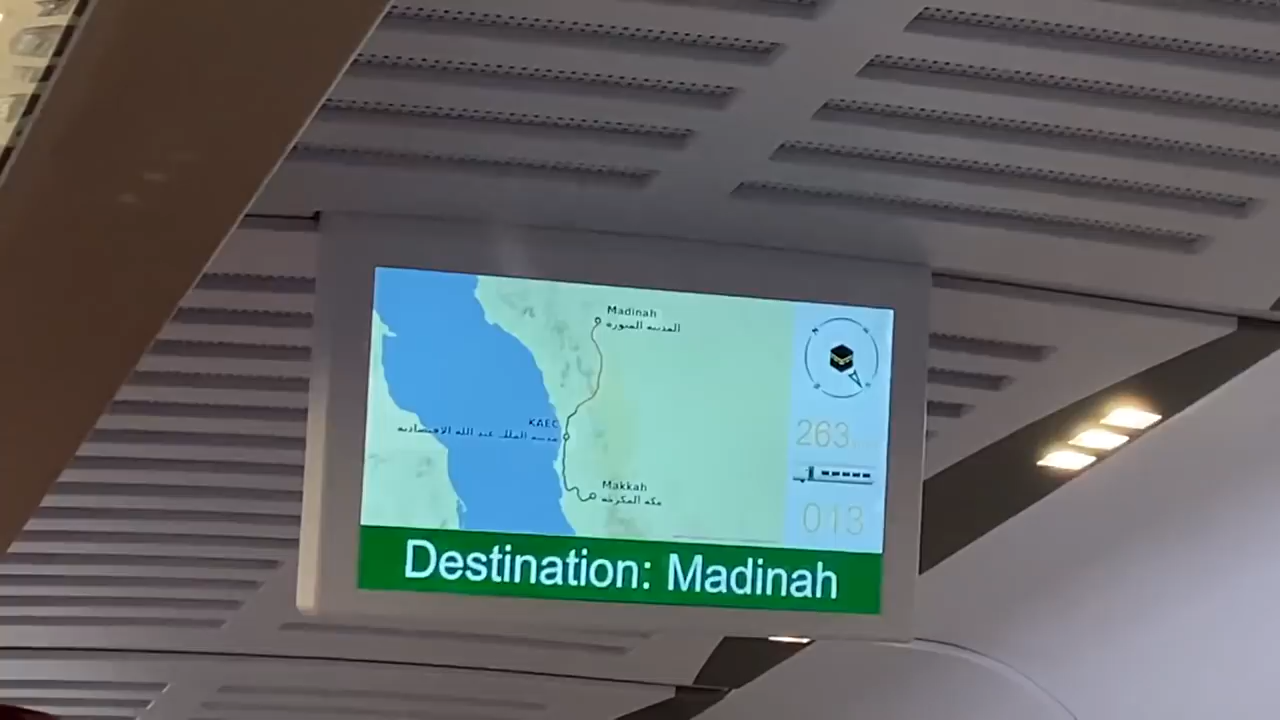 Madinah
المدينة المنورة
KAEC
مدينة الملك عبد الله الاقتصادية
Makkah
مكة المكرمة
263
013
Destination: Madinah